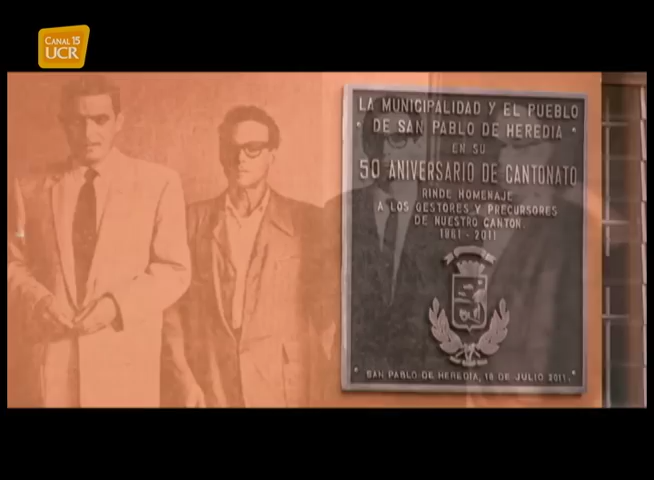 CANAL 15
UCR
LA MUNICIPALIDAD Y EL PUEBLO
DE SAN PABLO DE HEREDIA
EN SU
50 ANIVERSARIO DE CANTONATO
RINDE HOMENAJE
A LOS GESTORES Y PRECURSORES
DE NUESTRO CANTON.
1961 - 2011
SAN PABLO DE HEREDIA, 18 DE JULIO 2011.